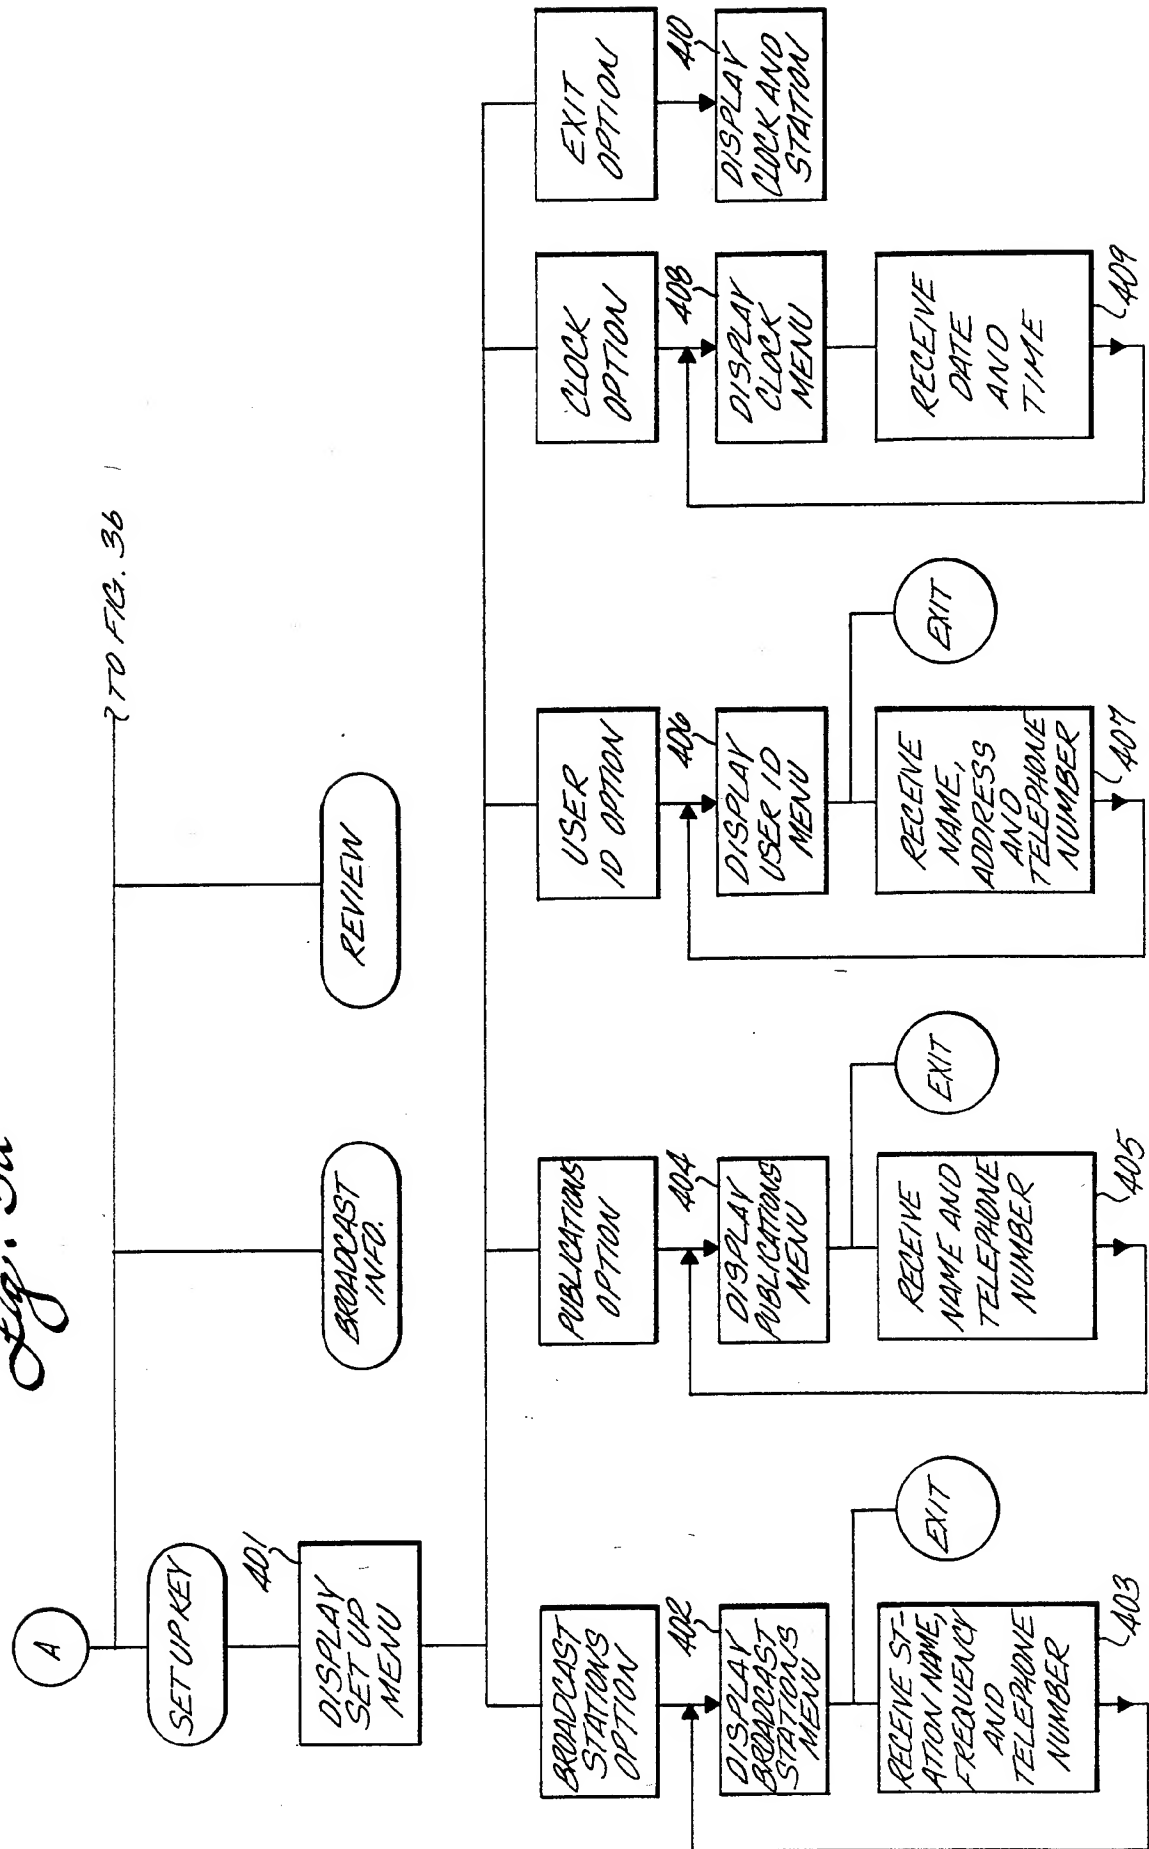 A
TO FIG. 3b
SET UP KEY
BROADCAST
INFO.
REVIEW
401
DISPLAY
SET UP
MENU
BROADCAST
STATIONS
OPTION
PUBLICATIONS
OPTION
USER
ID OPTION
CLOCK
OPTION
EXIT
OPTION
402
DISPLAY
BROADCAST
STATIONS
MENU
404
DISPLAY
PUBLICATIONS
MENU
406
DISPLAY
USER ID
MENU
408
DISPLAY
CLOCK
MENU
410
DISPLAY
CLOCK AND
STATION
EXIT
EXIT
EXIT
RECEIVE ST-
ATION NAME,
FREQUENCY
AND
TELEPHONE
NUMBER
403
RECEIVE
NAME AND
TELEPHONE
NUMBER
405
RECEIVE
NAME,
ADDRESS
AND
TELEPHONE
NUMBER
407
RECEIVE
DATE
AND
TIME
409